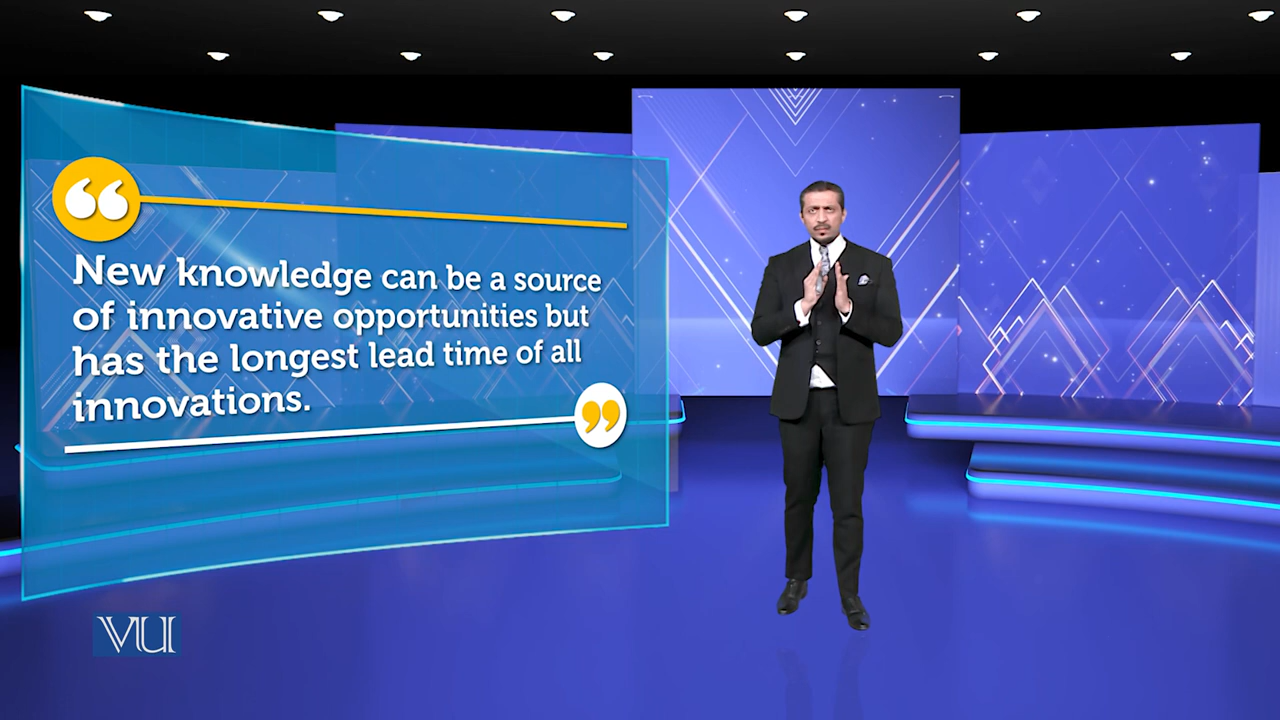 New knowledge can be a source
of innovative opportunities but
has the longest lead time of all
innovations.
VU